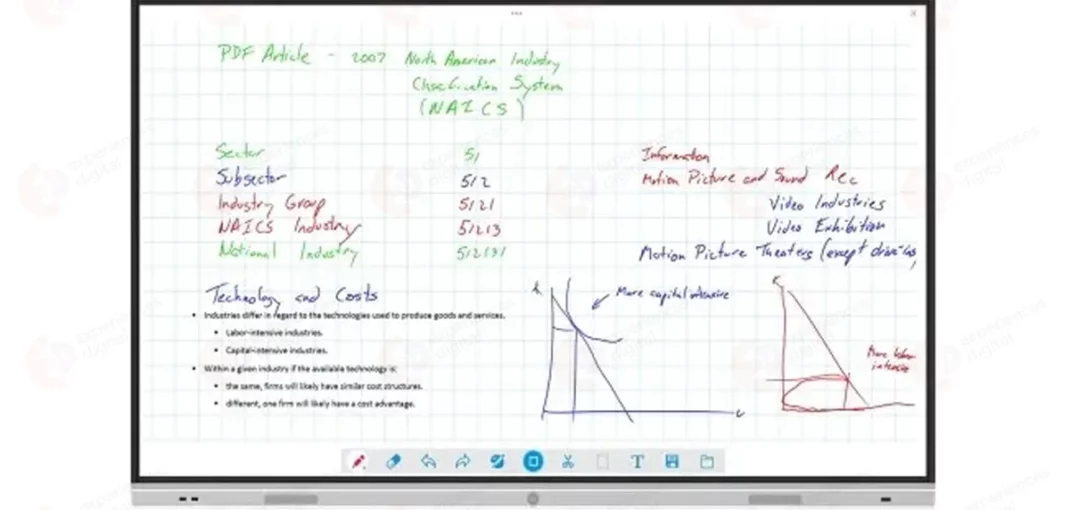 PDF Article - 2007 North American Industry
Classification System
(NAICS)
Sector 51 Information
Subsector 512 Motion Picture and Sound Rec
Industry Group 5121 Video Industries
NAICS Industry 51213 Video Exhibition
National Industry 512131 Motion Picture Theaters (except drive-ins,
Technology and Costs
• Industries differ in regard to the technologies used to produce goods and services.
• Labor-intensive industries.
• Capital-intensive industries.
• Within a given industry if the available technology is:
• the same, firms will likely have similar cost structures.
• different, one firm will likely have a cost advantage.
K
More capital intensive
L
K
More labor
intensive
T
experiences
digital